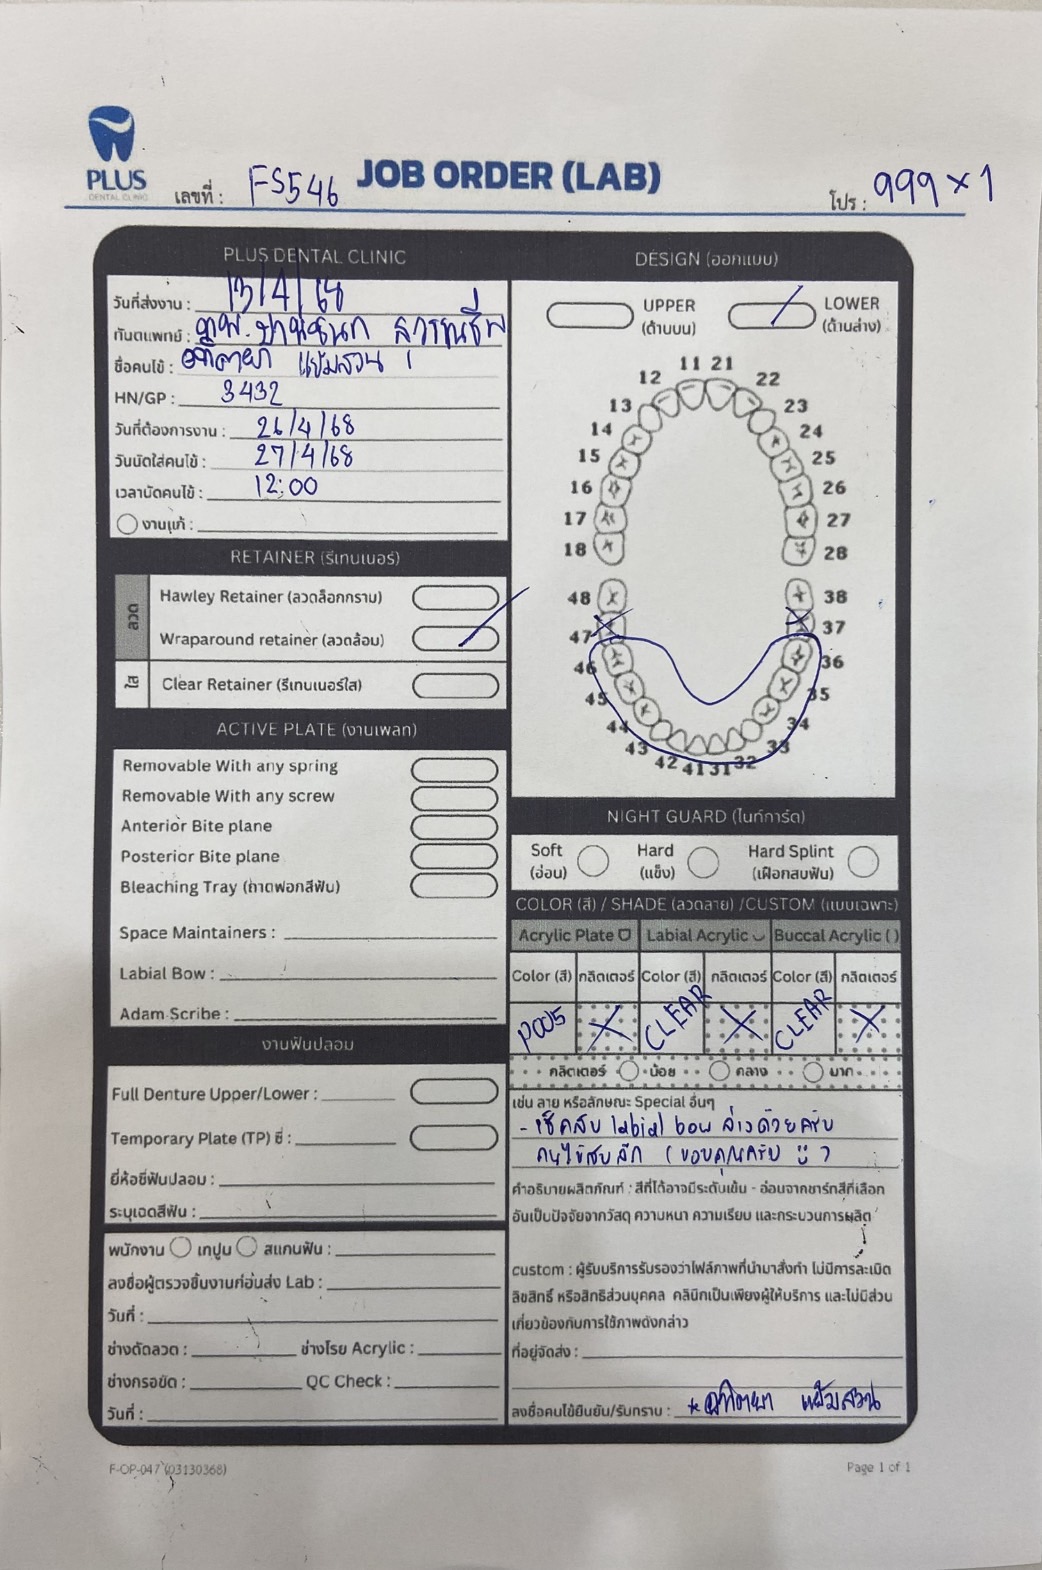 PLUS
DENTAL CLINIC
เลขที่ : FS546
JOB ORDER (LAB)
โปร : 999 x 1
PLUS DENTAL CLINIC
วันที่ส่งงาน : 13/4/68
ทันตแพทย์ : ทพ.
ชื่อคนไข้ : อทิตยา แย้มสวน
HN/GP : 3432
วันที่ต้องการงาน : 26/4/68
วันนัดใส่คนไข้ : 27/4/68
เวลานัดคนไข้ : 12:00
งานแก้ :
RETAINER (รีเทนเนอร์)
ลวด
Hawley Retainer (ลวดล็อกกราม)
Wraparound retainer (ลวดล้อม)
ใส
Clear Retainer (รีเทนเนอร์ใส)
ACTIVE PLATE (งานเพลท)
Removable With any spring
Removable With any screw
Anterior Bite plane
Posterior Bite plane
Bleaching Tray (ถาดฟอกสีฟัน)
Space Maintainers :
Labial Bow :
Adam Scribe :
งานฟันปลอม
Full Denture Upper/Lower :
Temporary Plate (TP) ซี่ :
ยี่ห้อซี่ฟันปลอม :
ระบุเฉดสีฟัน :
พนักงาน เทปูน สแกนฟัน :
ลงชื่อผู้ตรวจชิ้นงานก่อนส่ง Lab :
วันที่ :
ช่างดัดลวด : ช่างโรย Acrylic :
ช่างกรอขัด : QC Check :
วันที่ :
DESIGN (ออกแบบ)
UPPER
(ด้านบน)
LOWER
(ด้านล่าง)
11 21
12 22
13 23
14 24
15 25
16 26
17 27
18 28
48 38
47 37
46 36
45 35
44 34
43 33
42 41 31 32
NIGHT GUARD (ไนท์การ์ด)
Soft
(อ่อน)
Hard
(แข็ง)
Hard Splint
(เฝือกสบฟัน)
COLOR (สี) / SHADE (ลวดลาย) /CUSTOM (แบบเฉพาะ)
Acrylic Plate Labial Acrylic Buccal Acrylic ( )
Color (สี) กลิตเตอร์ Color (สี) กลิตเตอร์ Color (สี) กลิตเตอร์
P005 X CLEAR X CLEAR X
กลิตเตอร์ น้อย กลาง มาก
เช่น ลาย หรือลักษณะ Special อื่นๆ
- เช็คสบ labial bow ล่างด้วยครับ
คนไข้สบลึก (ขอบคุณครับ
คำอธิบายผลิตภัณฑ์ : สีที่ได้อาจมีระดับเข้ม - อ่อนจากชาร์ทสีที่เลือก
อันเป็นปัจจัยจากวัสดุ ความหนา ความเรียบ และกระบวนการผลิต
custom : ผู้รับบริการรับรองว่าไฟล์ภาพที่นำมาสั่งทำ ไม่มีการละเมิด
ลิขสิทธิ์ หรือสิทธิส่วนบุคคล คลินิกเป็นเพียงผู้ให้บริการ และไม่มีส่วน
เกี่ยวข้องกับการใช้ภาพดังกล่าว
ที่อยู่จัดส่ง :
ลงชื่อคนไข้ยืนยัน/รับทราบ : * อทิตยา แย้มสวน
F-OP-047 (03130368)
Page 1 of 1